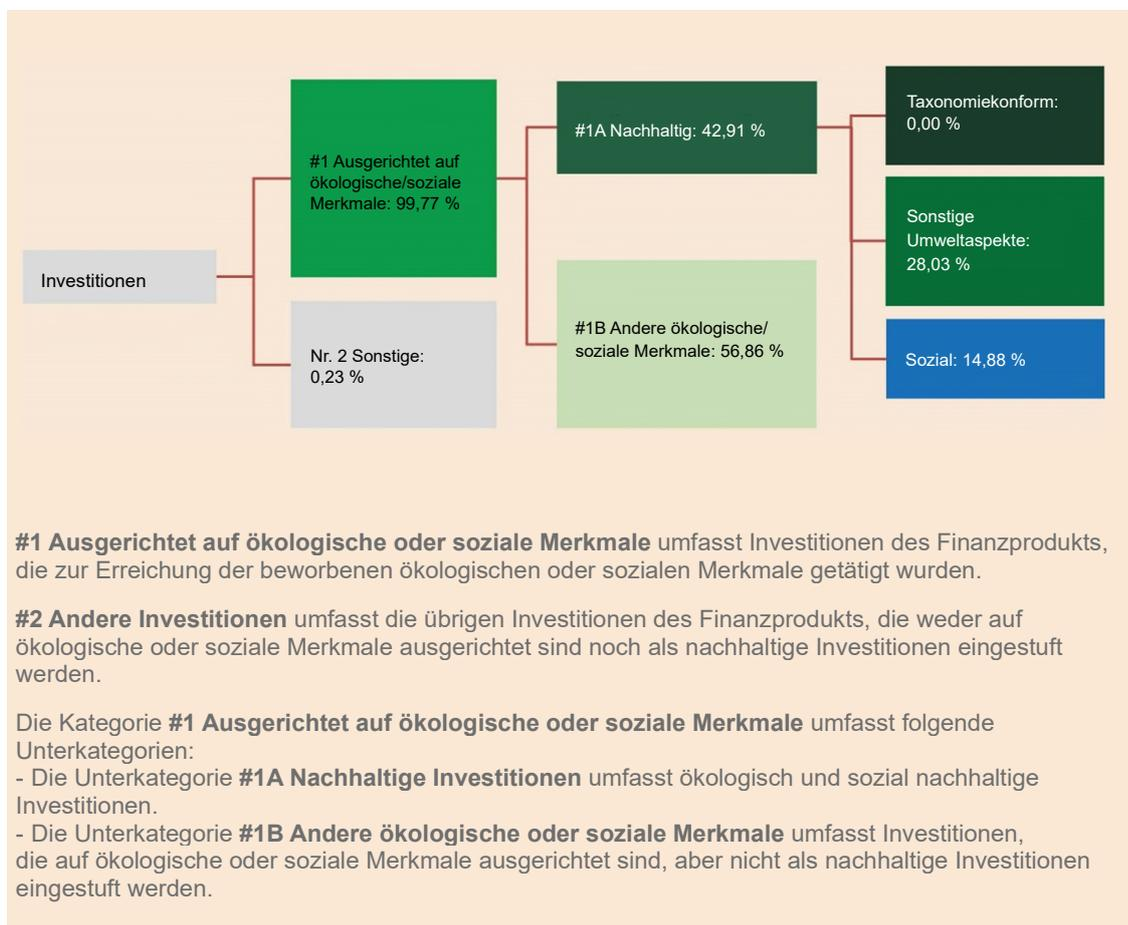 Investitionen
#1 Ausgerichtet auf
ökologische/soziale
Merkmale: 99,77 %
Nr. 2 Sonstige:
0,23 %
#1A Nachhaltig: 42,91 %
#1B Andere ökologische/
soziale Merkmale: 56,86 %
Taxonomiekonform:
0,00 %
Sonstige
Umweltaspekte:
28,03 %
Sozial: 14,88 %
#1 Ausgerichtet auf ökologische oder soziale Merkmale umfasst Investitionen des Finanzprodukts,
die zur Erreichung der beworbenen ökologischen oder sozialen Merkmale getätigt wurden.
#2 Andere Investitionen umfasst die übrigen Investitionen des Finanzprodukts, die weder auf
ökologische oder soziale Merkmale ausgerichtet sind noch als nachhaltige Investitionen eingestuft
werden.
Die Kategorie #1 Ausgerichtet auf ökologische oder soziale Merkmale umfasst folgende
Unterkategorien:
- Die Unterkategorie #1A Nachhaltige Investitionen umfasst ökologisch und sozial nachhaltige
Investitionen.
- Die Unterkategorie #1B Andere ökologische oder soziale Merkmale umfasst Investitionen,
die auf ökologische oder soziale Merkmale ausgerichtet sind, aber nicht als nachhaltige Investitionen
eingestuft werden.